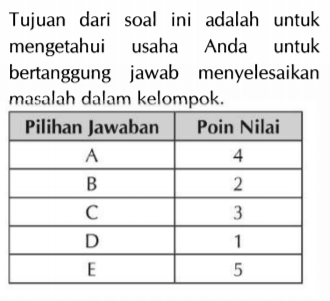 Tujuan dari soal ini adalah untuk
mengetahui usaha Anda untuk
bertanggung jawab menyelesaikan
masalah dalam kelompok.
Pilihan Jawaban Poin Nilai
A 4
B 2
C 3
D 1
E 5